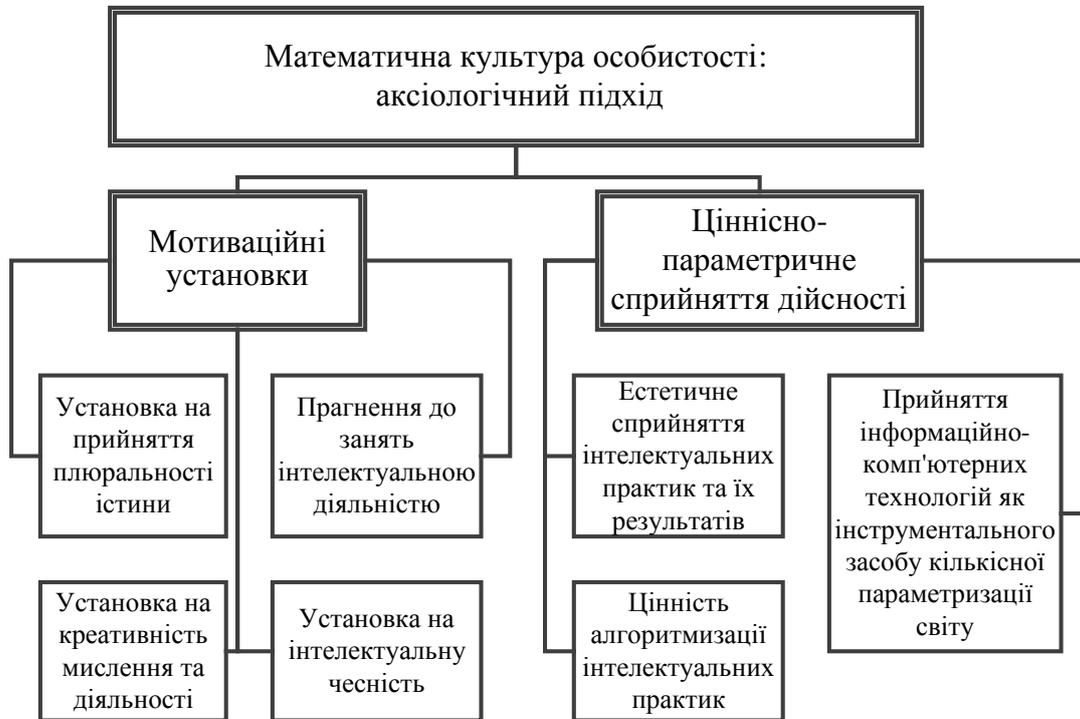 Математична культура особистості:
аксіологічний підхід
Мотиваційні
установки
Ціннісно-
параметричне
сприйняття дійсності
Установка на
прийняття
плюральності
істини
Прагнення до
занять
інтелектуальною
діяльністю
Естетичне
сприйняття
інтелектуальних
практик та їх
результатів
Прийняття
інформаційно-
комп'ютерних
технологій як
інструментального
засобу кількісної
параметризації
світу
Установка на
креативність
мислення та
діяльності
Установка на
інтелектуальну
чесність
Цінність
алгоритмизації
інтелектуальних
практик